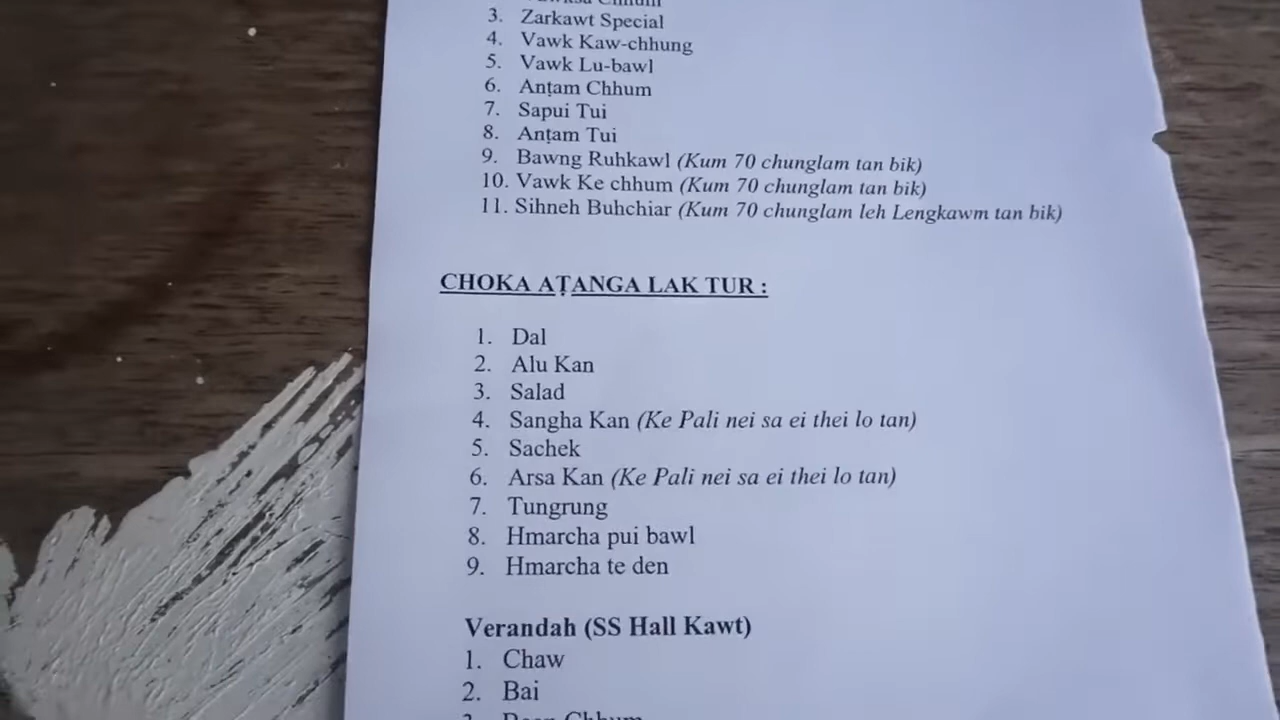 3. Zarkawt Special
4. Vawk Kaw-chhung
5. Vawk Lu-bawl
6. Anṭam Chhum
7. Sapui Tui
8. Anṭam Tui
9. Bawng Ruhkawl (Kum 70 chunglam tan bik)
10. Vawk Ke chhum (Kum 70 chunglam tan bik)
11. Sihneh Buhchiar (Kum 70 chunglam leh Lengkawm tan bik)
CHOKA AṬANGA LAK TUR :
1. Dal
2. Alu Kan
3. Salad
4. Sangha Kan (Ke Pali nei sa ei thei lo tan)
5. Sachek
6. Arsa Kan (Ke Pali nei sa ei thei lo tan)
7. Tungrung
8. Hmarcha pui bawl
9. Hmarcha te den
Verandah (SS Hall Kawt)
1. Chaw
2. Bai